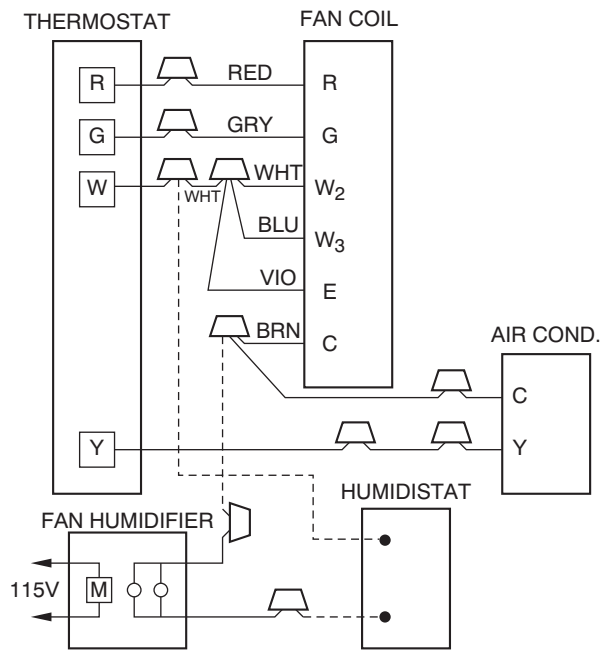 THERMOSTAT
FAN COIL
R
RED
R
G
GRY
G
W
WHT
WHT
W2
BLU
W3
VIO
E
BRN
C
AIR COND.
C
Y
Y
HUMIDISTAT
FAN HUMIDIFIER
115V
M